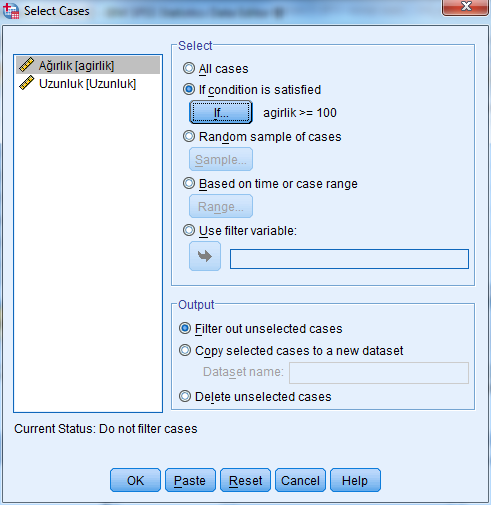 Select Cases
Ağırlık [agirlik]
Uzunluk [Uzunluk]
Select
All cases
If condition is satisfied
If... agirlik >= 100
Random sample of cases
Sample...
Based on time or case range
Range...
Use filter variable:
Output
Filter out unselected cases
Copy selected cases to a new dataset
Dataset name:
Delete unselected cases
Current Status: Do not filter cases
OK Paste Reset Cancel Help